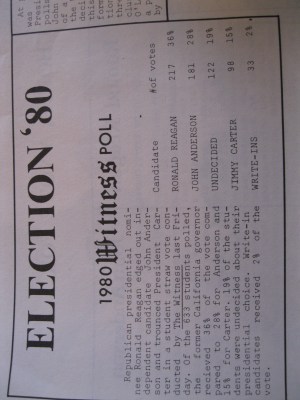 ELECTION '80
1980 Witness POLL
Candidate #of votes
RONALD REAGAN 217 36%
JOHN ANDERSON 181 28%
UNDECIDED 122 19%
JIMMY CARTER 98 15%
WRITE-INS 33 2%
Republican presidential nomi-
nee Ronald Reagan edged out in-
dependent candidate John Ander-
son and trounced President Car-
ter in a student straw vote con-
ducted by The Witness last Fri-
day. Of the 633 students polled,
the former California governor
recieved 36% of the vote com-
pared to 28% for Anderson and
15% for Carter. 19% of the stu-
dents were undecided about their
presidential choice. Write-in
candidates received 2% of the
vote.